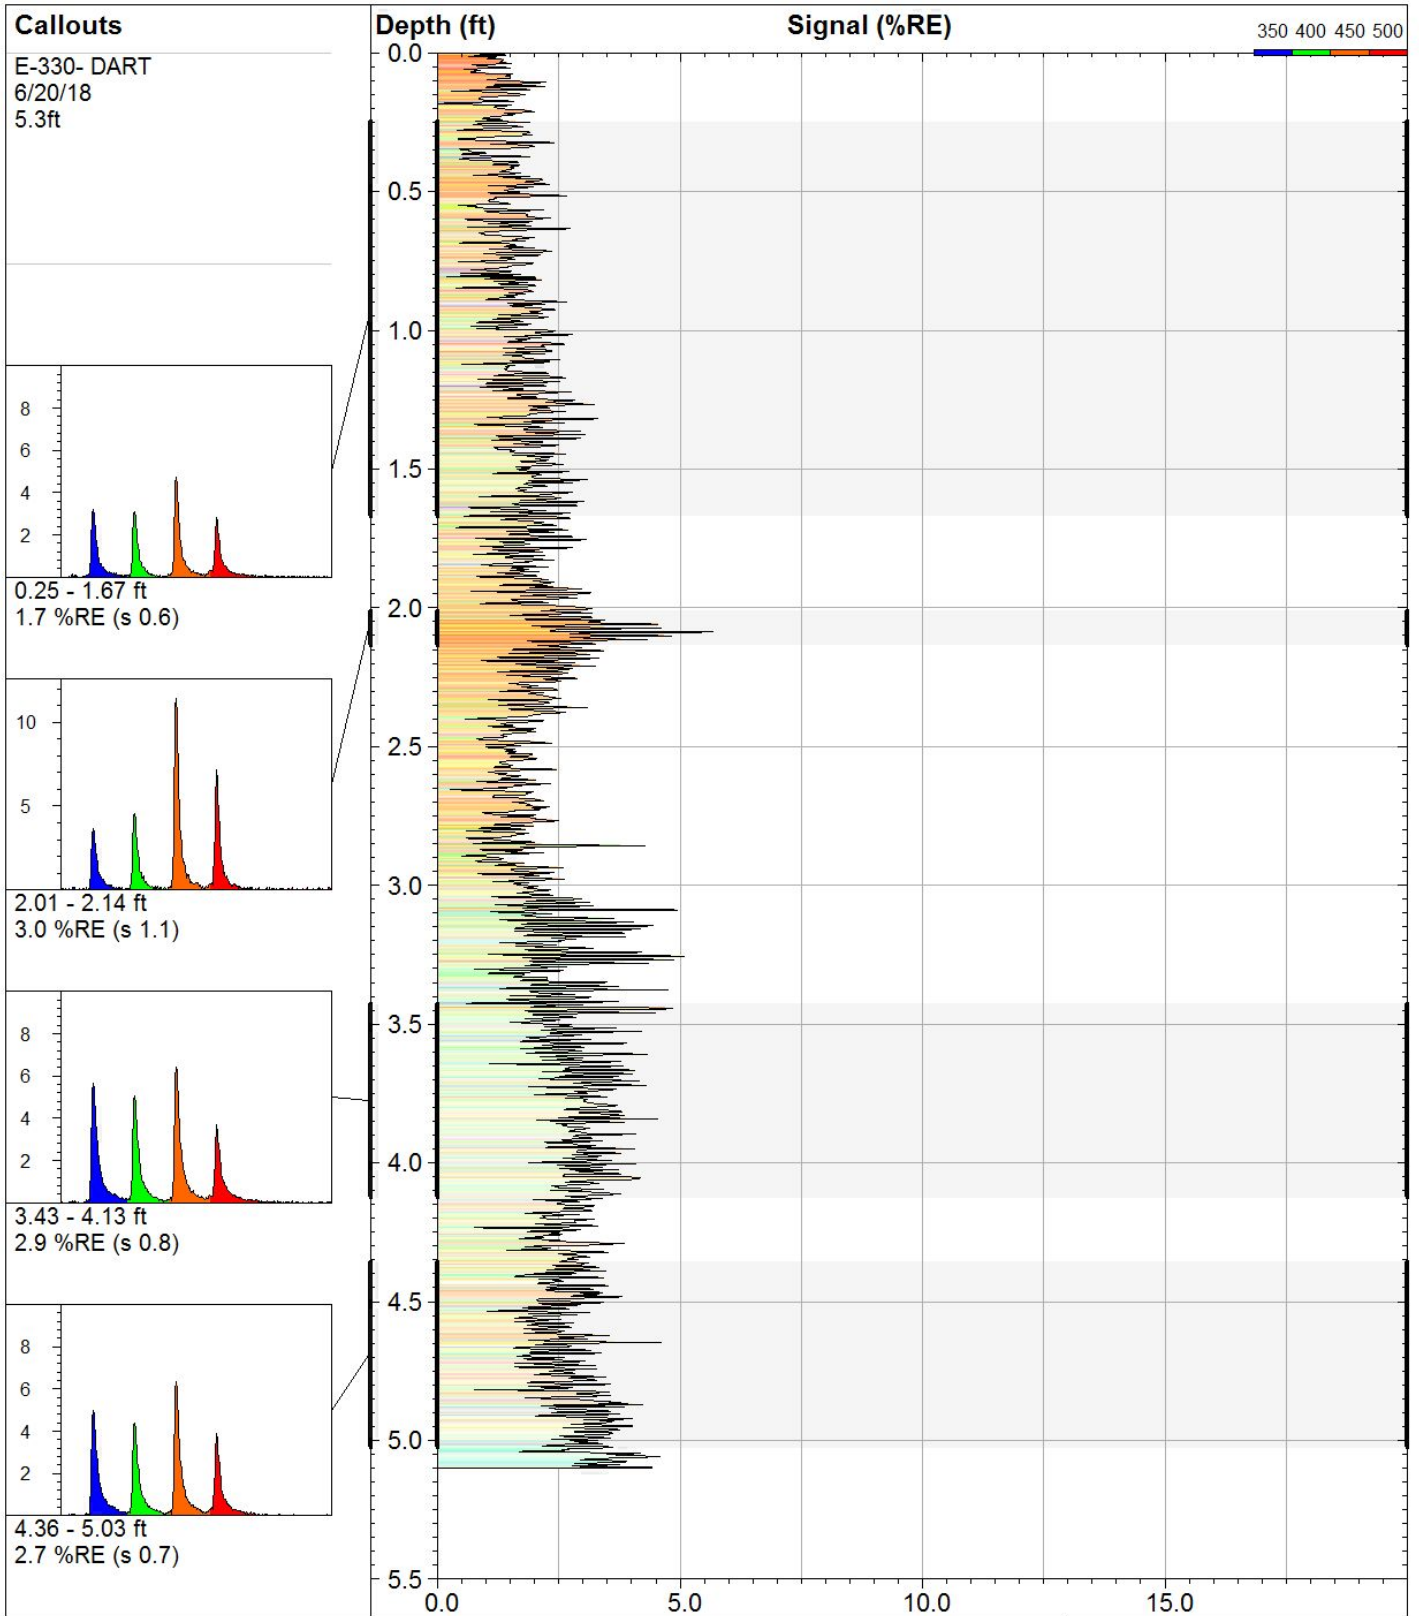 Callouts
Depth (ft)
Signal (%RE)
350 400 450 500
E-330- DART
6/20/18
5.3ft
8
6
4
2
0.25 - 1.67 ft
1.7 %RE (s 0.6)
10
5
2.01 - 2.14 ft
3.0 %RE (s 1.1)
8
6
4
2
3.43 - 4.13 ft
2.9 %RE (s 0.8)
8
6
4
2
4.36 - 5.03 ft
2.7 %RE (s 0.7)
0.0
0.5
1.0
1.5
2.0
2.5
3.0
3.5
4.0
4.5
5.0
5.5
0.0 5.0 10.0 15.0